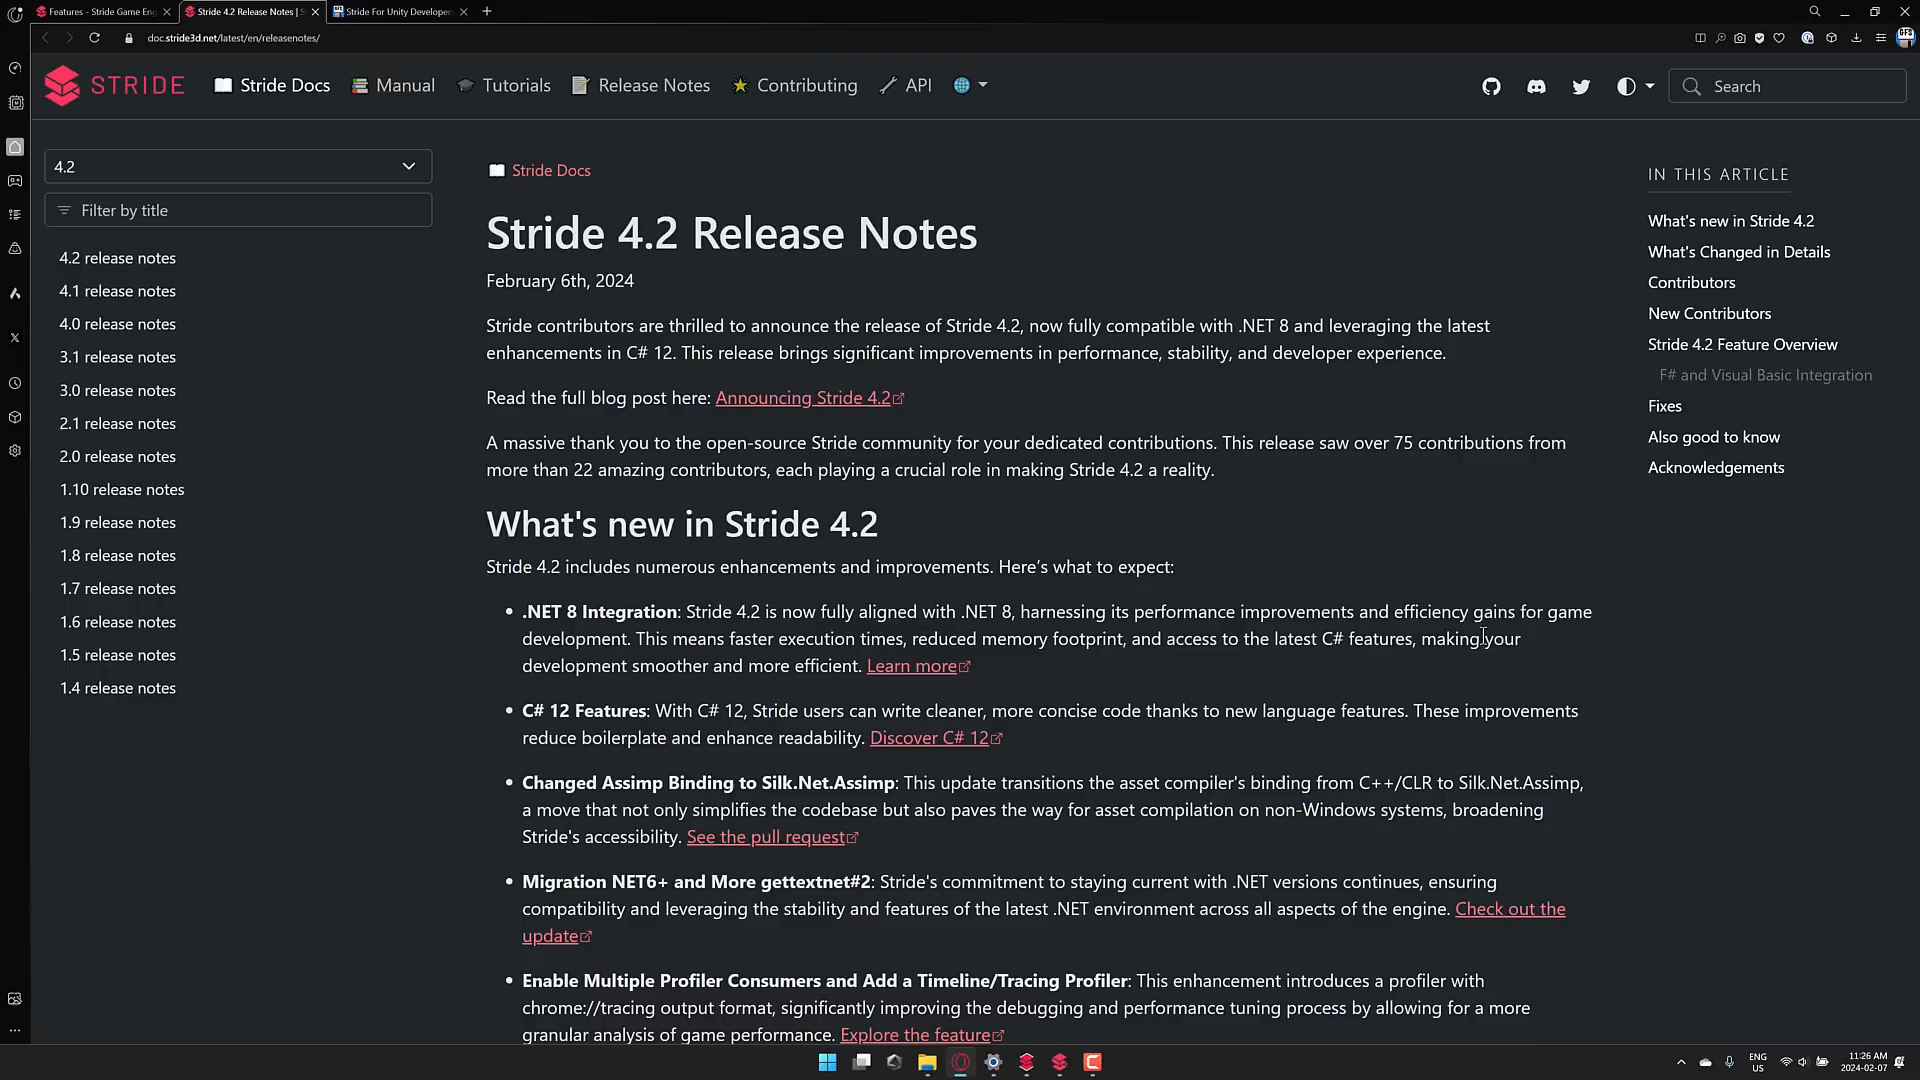 Features - Stride Game En
Stride 4.2 Release Notes |
Stride For Unity Developer
doc.stride3d.net/latest/en/releasenotes/
STRIDE
Stride Docs
Manual
Tutorials
Release Notes
Contributing
API
Search
4.2
Filter by title
4.2 release notes
4.1 release notes
4.0 release notes
3.1 release notes
3.0 release notes
2.1 release notes
2.0 release notes
1.10 release notes
1.9 release notes
1.8 release notes
1.7 release notes
1.6 release notes
1.5 release notes
1.4 release notes
Stride Docs
Stride 4.2 Release Notes
February 6th, 2024
Stride contributors are thrilled to announce the release of Stride 4.2, now fully compatible with .NET 8 and leveraging the latest
enhancements in C# 12. This release brings significant improvements in performance, stability, and developer experience.
Read the full blog post here: Announcing Stride 4.2
A massive thank you to the open-source Stride community for your dedicated contributions. This release saw over 75 contributions from
more than 22 amazing contributors, each playing a crucial role in making Stride 4.2 a reality.
What's new in Stride 4.2
Stride 4.2 includes numerous enhancements and improvements. Here’s what to expect:
• .NET 8 Integration: Stride 4.2 is now fully aligned with .NET 8, harnessing its performance improvements and efficiency gains for game
development. This means faster execution times, reduced memory footprint, and access to the latest C# features, making your
development smoother and more efficient. Learn more
• C# 12 Features: With C# 12, Stride users can write cleaner, more concise code thanks to new language features. These improvements
reduce boilerplate and enhance readability. Discover C# 12
• Changed Assimp Binding to Silk.Net.Assimp: This update transitions the asset compiler's binding from C++/CLR to Silk.Net.Assimp,
a move that not only simplifies the codebase but also paves the way for asset compilation on non-Windows systems, broadening
Stride's accessibility. See the pull request
• Migration NET6+ and More gettextnet#2: Stride's commitment to staying current with .NET versions continues, ensuring
compatibility and leveraging the stability and features of the latest .NET environment across all aspects of the engine. Check out the
update
• Enable Multiple Profiler Consumers and Add a Timeline/Tracing Profiler: This enhancement introduces a profiler with
chrome://tracing output format, significantly improving the debugging and performance tuning process by allowing for a more
granular analysis of game performance. Explore the feature
IN THIS ARTICLE
What's new in Stride 4.2
What's Changed in Details
Contributors
New Contributors
Stride 4.2 Feature Overview
F# and Visual Basic Integration
Fixes
Also good to know
Acknowledgements
ENG
US
11:26 AM
2024-02-07